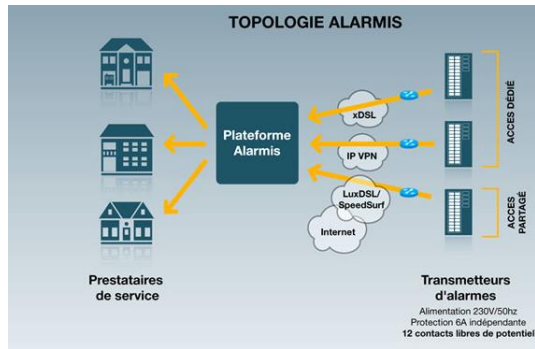 TOPOLOGIE ALARMIS
Plateforme
Alarmis
xDSL
IP VPN
LuxDSL/
SpeedSurf
Internet
ACCES DÉDIÉ
ACCES
PARTAGÉ
Prestataires
de service
Transmetteurs
d'alarmes
Alimentation 230V/50hz
Protection 6A indépendante
12 contacts libres de potentiel